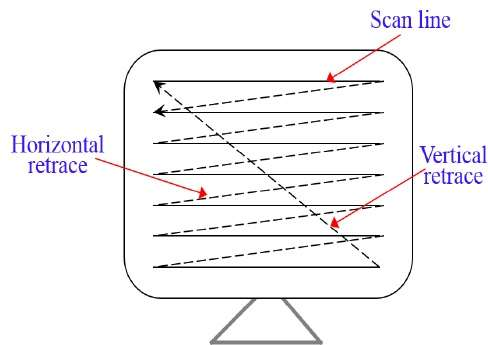 Scan line
Horizontal
retrace
Vertical
retrace